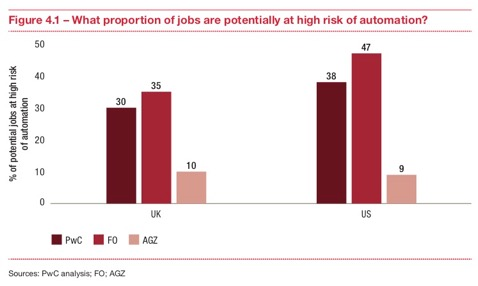 Figure 4.1 – What proportion of jobs are potentially at high risk of automation?
% of potential jobs at high risk
of automation
50
40
30
20
10
0
30
35
10
38
47
9
UK
US
PwC
FO
AGZ
Sources: PwC analysis; FO; AGZ